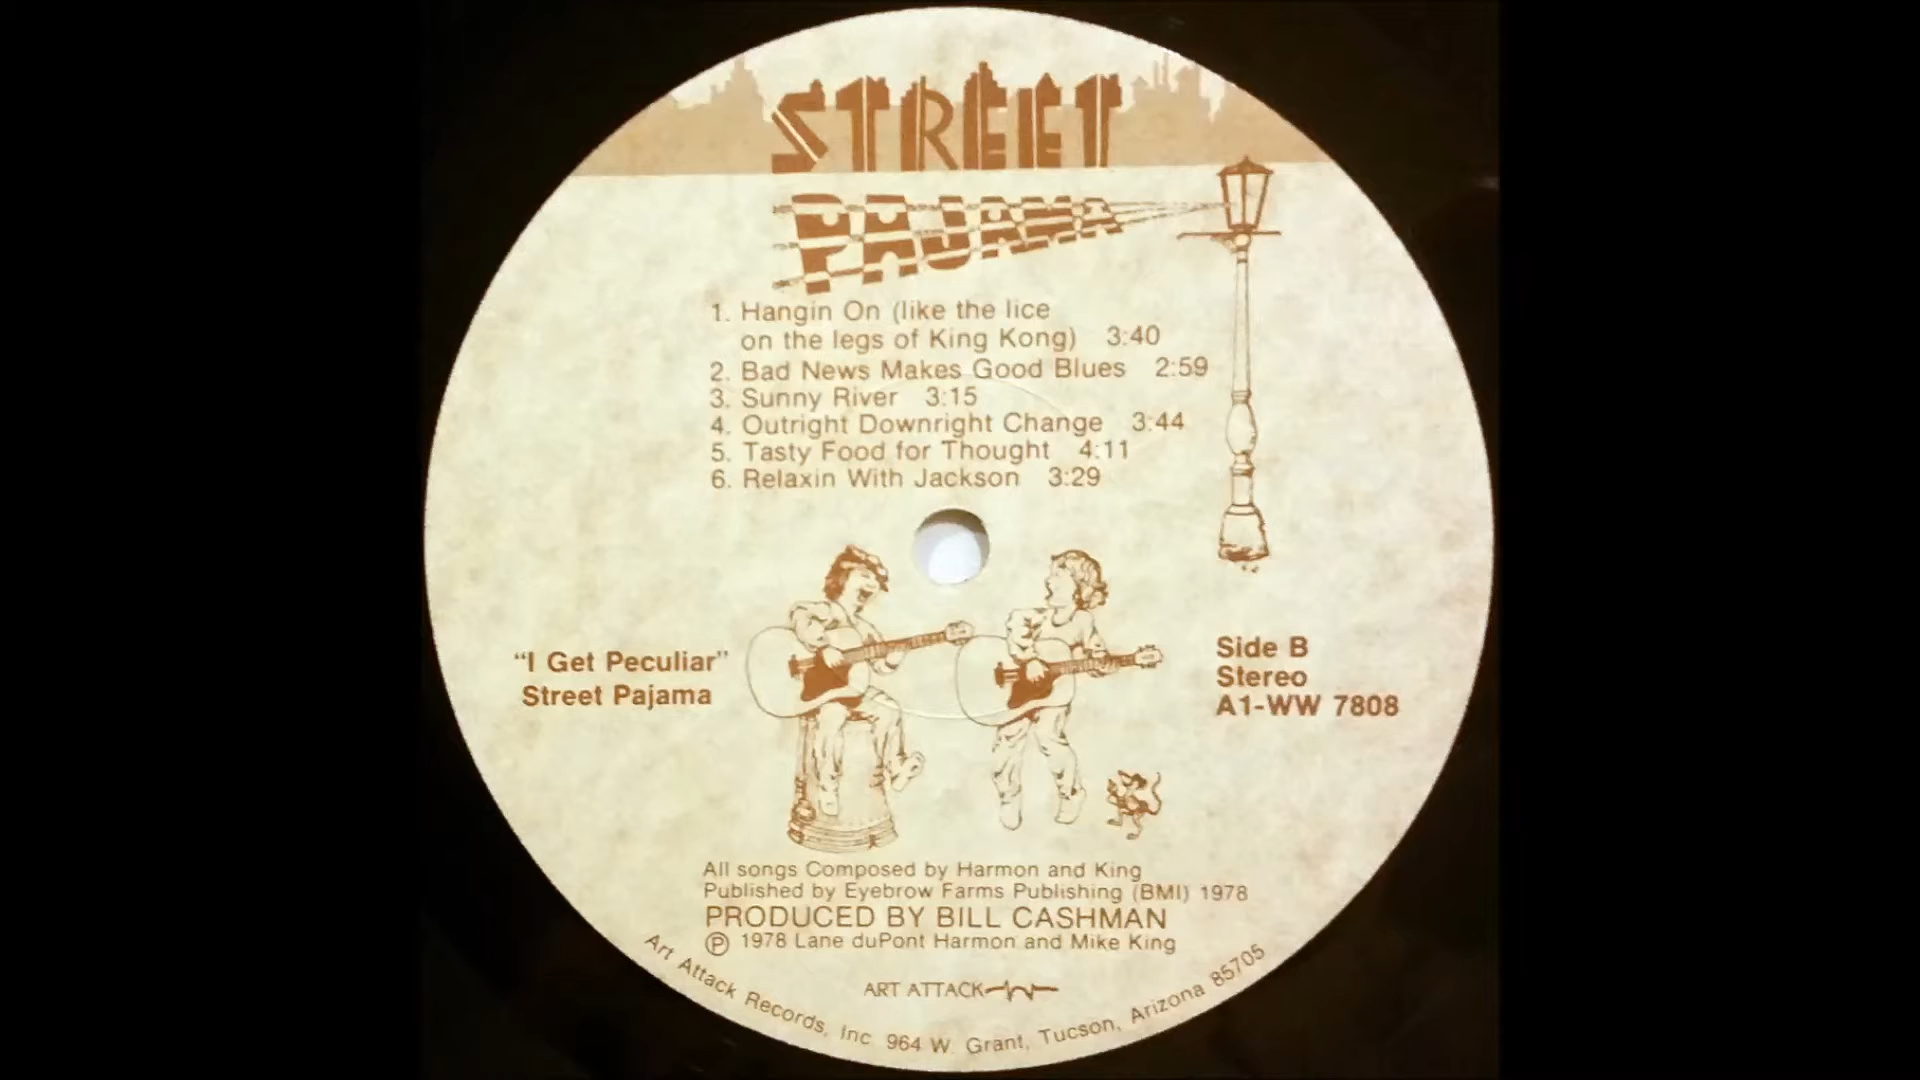 STREET
PAJAMA
1. Hangin On (like the lice
on the legs of King Kong) 3:40
2. Bad News Makes Good Blues 2:59
3. Sunny River 3:15
4. Outright Downright Change 3:44
5. Tasty Food for Thought 4:11
6. Relaxin With Jackson 3:29
“I Get Peculiar”
Street Pajama
Side B
Stereo
A1-WW 7808
All songs Composed by Harmon and King
Published by Eyebrow Farms Publishing (BMI) 1978
PRODUCED BY BILL CASHMAN
℗ 1978 Lane duPont Harmon and Mike King
ART ATTACK
Art Attack Records, Inc 964 W. Grant, Tucson, Arizona 85705